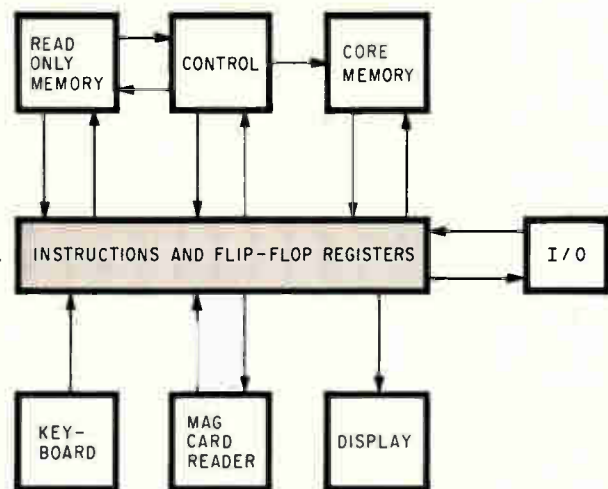 READ
ONLY
MEMORY
CONTROL
CORE
MEMORY
INSTRUCTIONS AND FLIP-FLOP REGISTERS
I/O
KEY-
BOARD
MAG
CARD
READER
DISPLAY